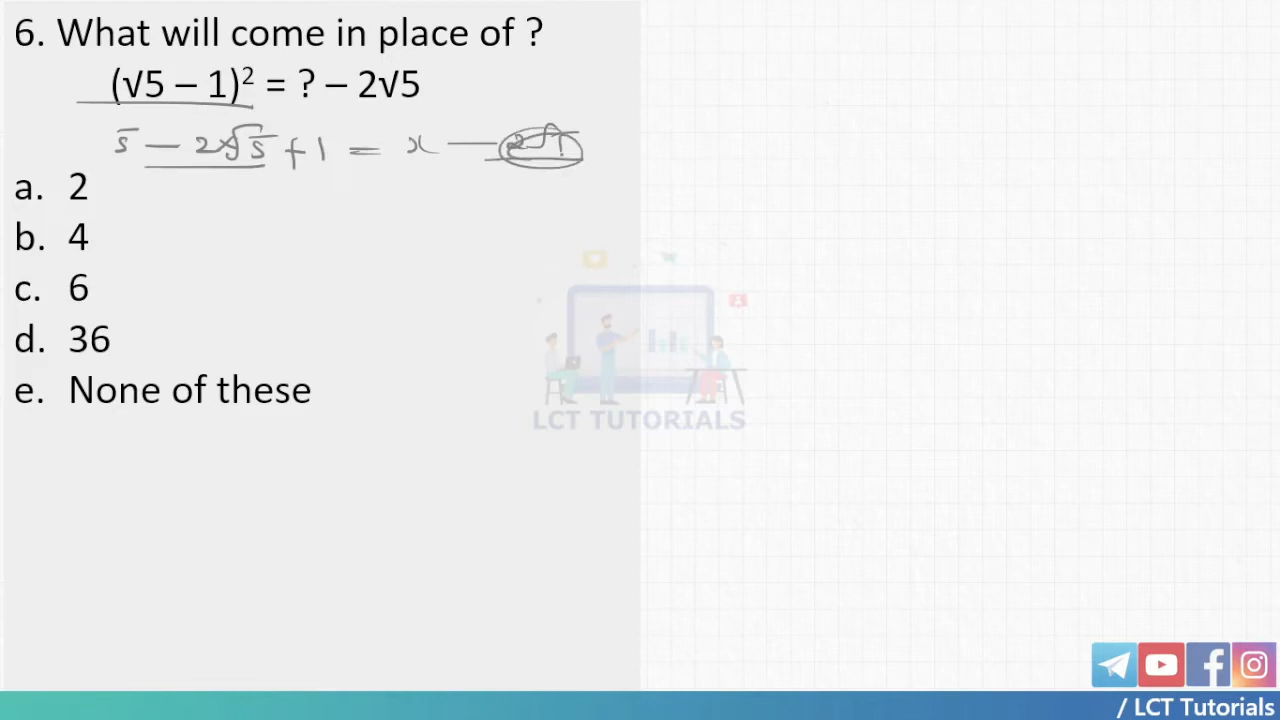 6. What will come in place of ?
(√5 – 1)² = ? – 2√5
5 – 2√5 + 1 = x –
a. 2
b. 4
c. 6
d. 36
e. None of these
LCT TUTORIALS
/ LCT Tutorials